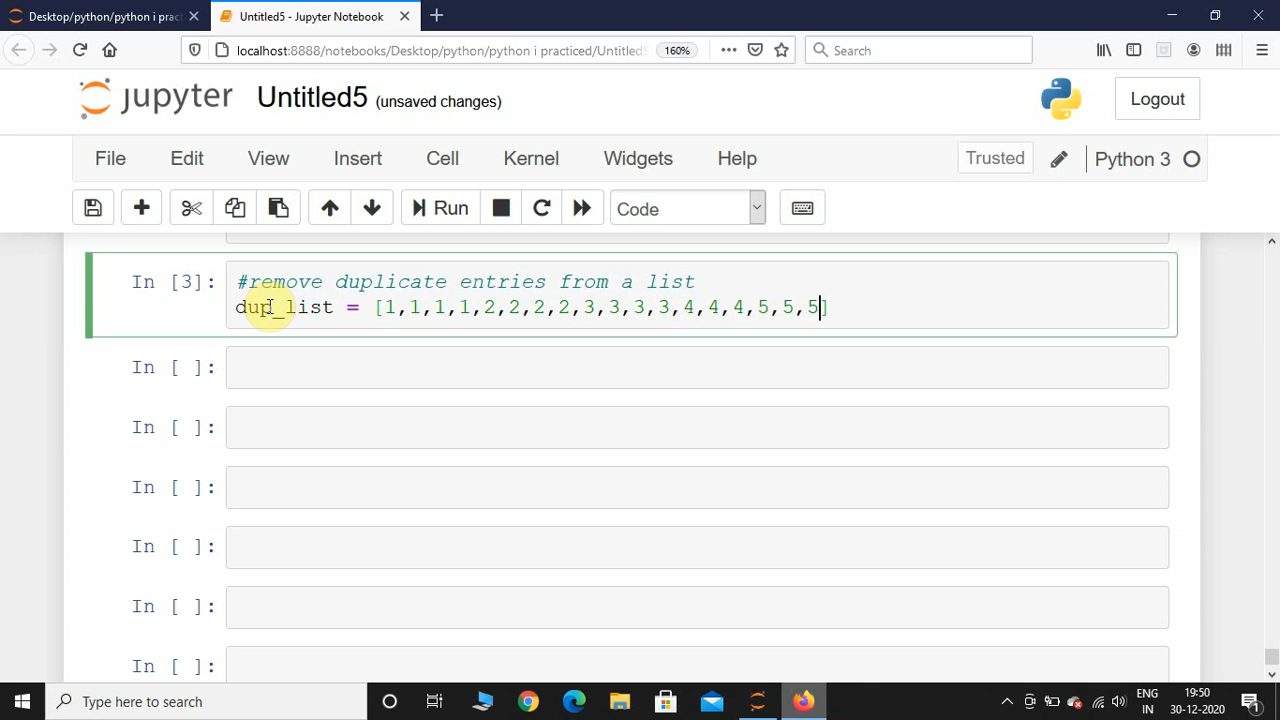 Desktop/python/python i pract
Untitled5 - Jupyter Notebook
localhost:8888/notebooks/Desktop/python/python i practiced/Untitled5
160%
Search
jupyter Untitled5 (unsaved changes)
Logout
File Edit View Insert Cell Kernel Widgets Help
Trusted
Python 3
Run
Code
In [3]: #remove duplicate entries from a list
dup_list = [1,1,1,1,2,2,2,2,3,3,3,3,4,4,4,5,5,5]
In [ ]:
In [ ]:
In [ ]:
In [ ]:
In [ ]:
In [ ]:
Type here to search
ENG 19:50
IN 30-12-2020
1